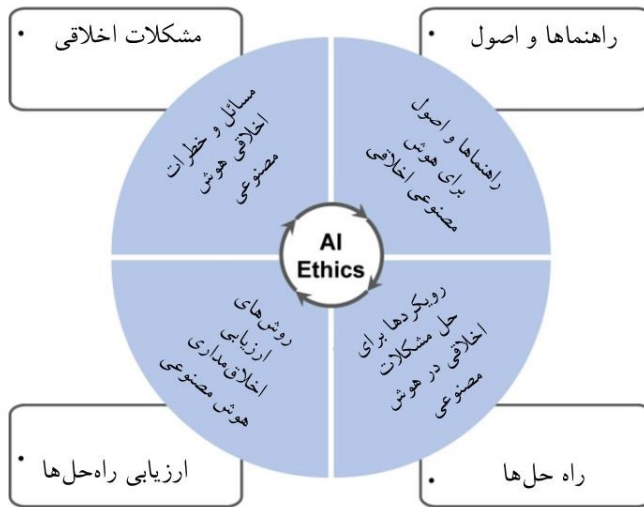 مشکلات اخلاقی
راهنماها و اصول
مسائل و خطرات
اخلاقی هوش
مصنوعی
راهنماها و اصول
برای هوش
مصنوعی اخلاقی
AI
Ethics
روش‌های
ارزیابی
اخلاق‌مداری
هوش مصنوعی
رویکردها برای
حل مشکلات
اخلاقی در هوش
مصنوعی
ارزیابی راه‌حل‌ها
راه حل‌ها